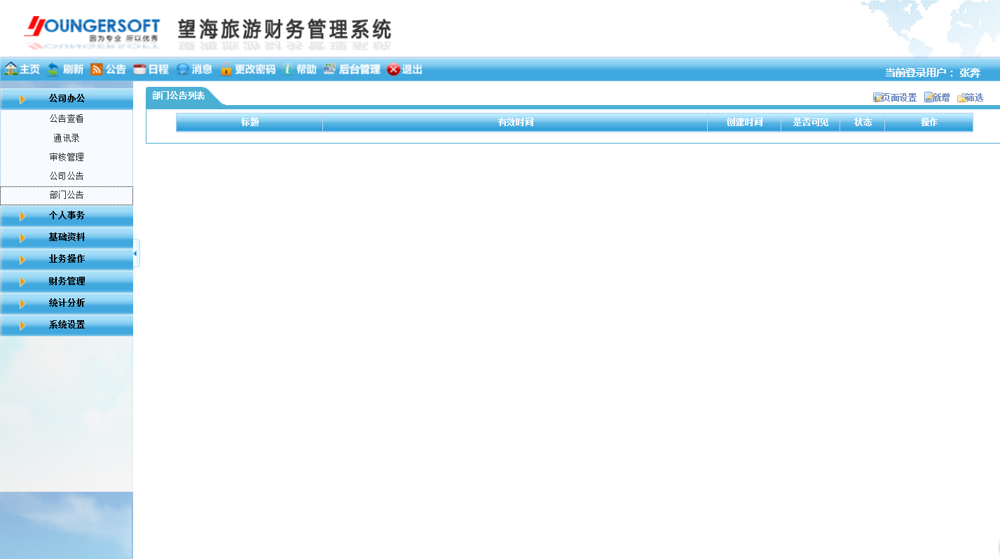 YOUNGERSOFT
因为专业 所以优秀
望海旅游财务管理系统
主页 刷新 公告 日程 消息 更改密码 帮助 后台管理 退出
当前登录用户： 张奔
公司办公
公告查看
通讯录
审核管理
公司公告
部门公告
个人事务
基础资料
业务操作
财务管理
统计分析
系统设置
部门公告列表
页面设置 新增 筛选
标题 有效时间 创建时间 是否可见 状态 操作